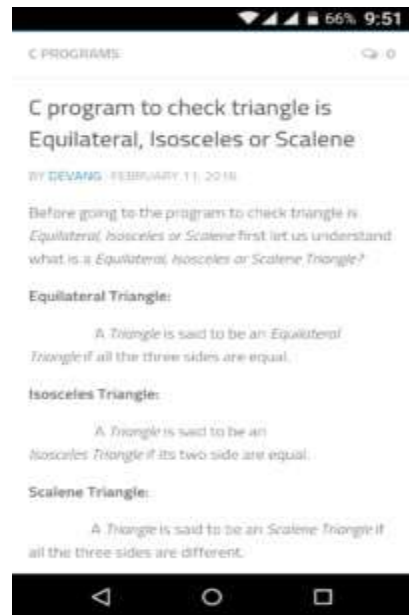 66% 9:51
C PROGRAMS 0
C program to check triangle is
Equilateral, Isosceles or Scalene
BY DEVANG · FEBRUARY 11, 2016
Before going to the program to check triangle is
Equilateral, Isosceles or Scalene first let us understand
what is a Equilateral, Isosceles or Scalene Triangle?
Equilateral Triangle:
A Triangle is said to be an Equilateral
Triangle if all the three sides are equal.
Isosceles Triangle:
A Triangle is said to be an
Isosceles Triangle if its two side are equal.
Scalene Triangle:
A Triangle is said to be an Scalene Triangle if
all the three sides are different.